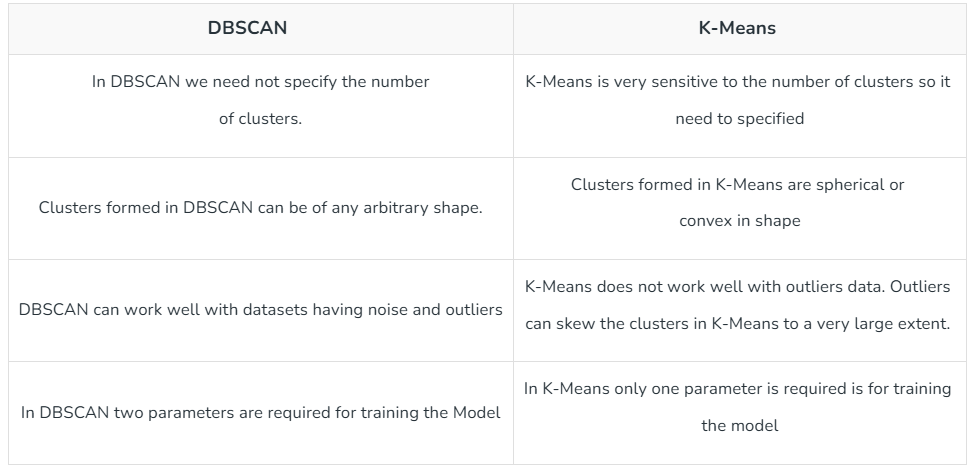 DBSCAN
K-Means
In DBSCAN we need not specify the number
of clusters.
K-Means is very sensitive to the number of clusters so it
need to specified
Clusters formed in DBSCAN can be of any arbitrary shape.
Clusters formed in K-Means are spherical or
convex in shape
DBSCAN can work well with datasets having noise and outliers
K-Means does not work well with outliers data. Outliers
can skew the clusters in K-Means to a very large extent.
In DBSCAN two parameters are required for training the Model
In K-Means only one parameter is required is for training
the model